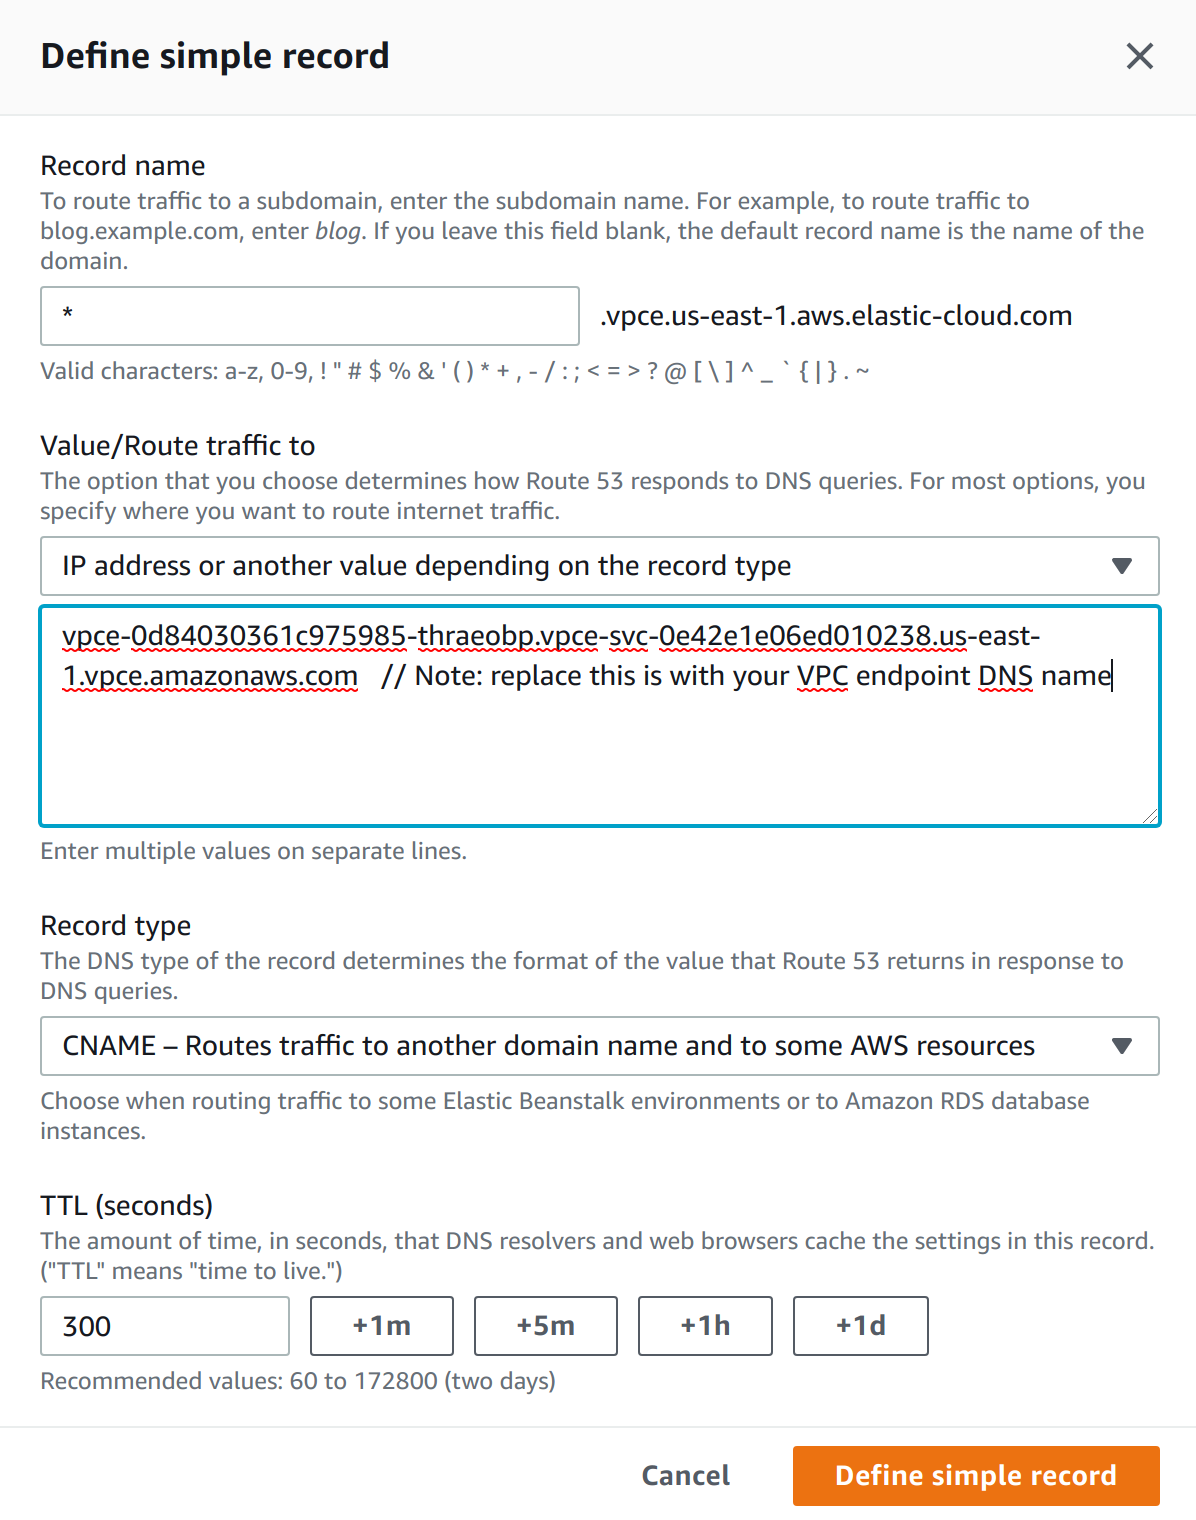 Define simple record
Record name
To route traffic to a subdomain, enter the subdomain name. For example, to route traffic to
blog.example.com, enter blog. If you leave this field blank, the default record name is the name of the
domain.
*
.vpce.us-east-1.aws.elastic-cloud.com
Valid characters: a-z, 0-9, ! " # $ % & ' ( ) * + , - / : ; < = > ? @ [ \ ] ^ _ ` { | } . ~
Value/Route traffic to
The option that you choose determines how Route 53 responds to DNS queries. For most options, you
specify where you want to route internet traffic.
IP address or another value depending on the record type
vpce-0d84030361c975985-thraeobp.vpce-svc-0e42e1e06ed010238.us-east-
1.vpce.amazonaws.com // Note: replace this is with your VPC endpoint DNS name
Enter multiple values on separate lines.
Record type
The DNS type of the record determines the format of the value that Route 53 returns in response to
DNS queries.
CNAME – Routes traffic to another domain name and to some AWS resources
Choose when routing traffic to some Elastic Beanstalk environments or to Amazon RDS database
instances.
TTL (seconds)
The amount of time, in seconds, that DNS resolvers and web browsers cache the settings in this record.
("TTL" means "time to live.")
300 +1m +5m +1h +1d
Recommended values: 60 to 172800 (two days)
Cancel Define simple record